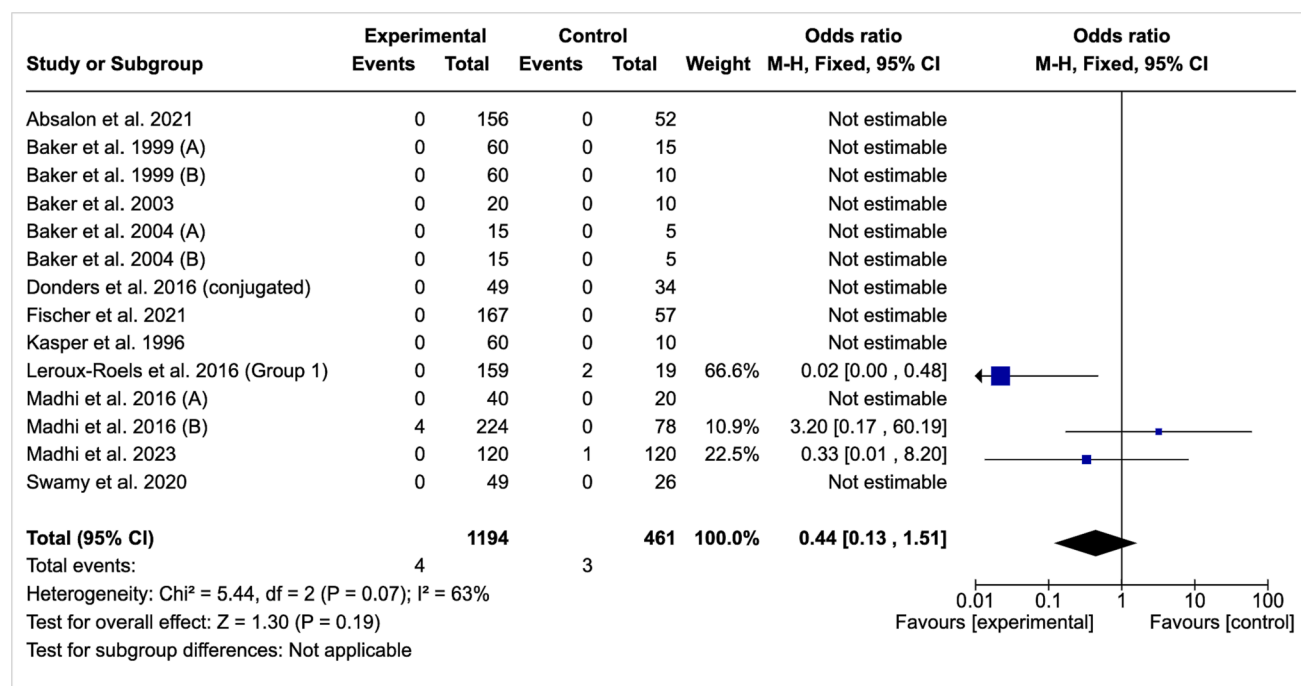 Experimental Control Odds ratio Odds ratio
Study or Subgroup Events Total Events Total Weight M-H, Fixed, 95% CI M-H, Fixed, 95% CI
Absalon et al. 2021 0 156 0 52 Not estimable
Baker et al. 1999 (A) 0 60 0 15 Not estimable
Baker et al. 1999 (B) 0 60 0 10 Not estimable
Baker et al. 2003 0 20 0 10 Not estimable
Baker et al. 2004 (A) 0 15 0 5 Not estimable
Baker et al. 2004 (B) 0 15 0 5 Not estimable
Donders et al. 2016 (conjugated) 0 49 0 34 Not estimable
Fischer et al. 2021 0 167 0 57 Not estimable
Kasper et al. 1996 0 60 0 10 Not estimable
Leroux-Roels et al. 2016 (Group 1) 0 159 2 19 66.6% 0.02 [0.00 , 0.48]
Madhi et al. 2016 (A) 0 40 0 20 Not estimable
Madhi et al. 2016 (B) 4 224 0 78 10.9% 3.20 [0.17 , 60.19]
Madhi et al. 2023 0 120 1 120 22.5% 0.33 [0.01 , 8.20]
Swamy et al. 2020 0 49 0 26 Not estimable
Total (95% CI) 1194 461 100.0% 0.44 [0.13 , 1.51]
Total events: 4 3
Heterogeneity: Chi² = 5.44, df = 2 (P = 0.07); I² = 63%
Test for overall effect: Z = 1.30 (P = 0.19)
Test for subgroup differences: Not applicable
0.01 0.1 1 10 100
Favours [experimental] Favours [control]